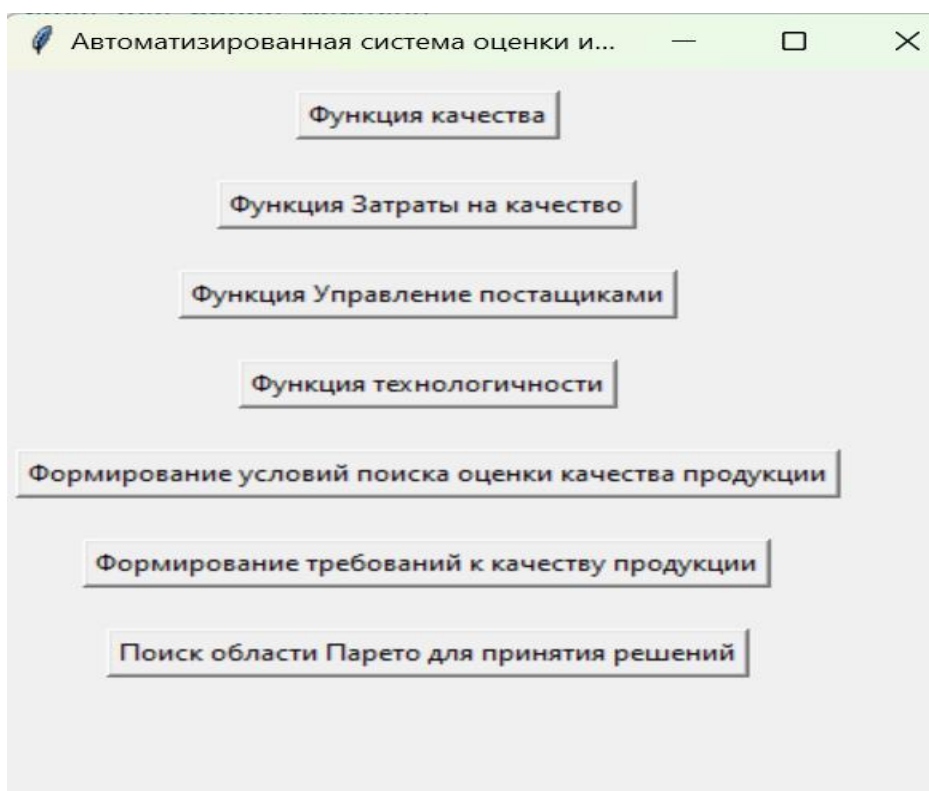 Автоматизированная система оценки и...
Функция качества
Функция Затраты на качество
Функция Управление постащиками
Функция технологичности
Формирование условий поиска оценки качества продукции
Формирование требований к качеству продукции
Поиск области Парето для принятия решений